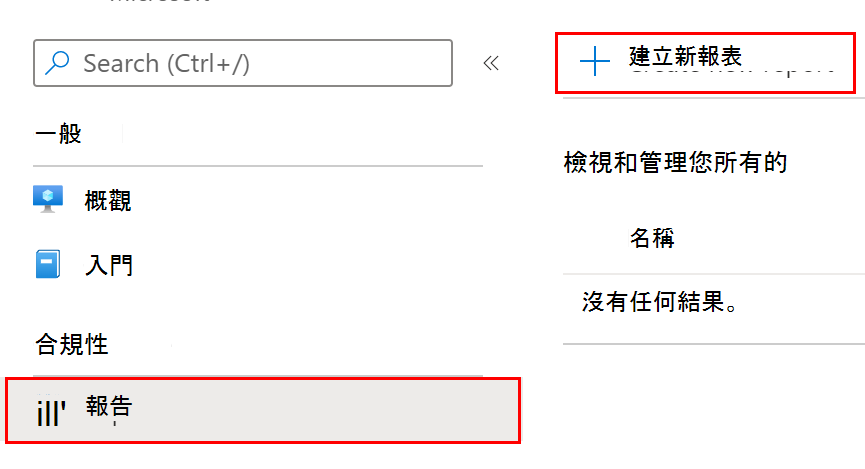 Search (Ctrl+/)
一般
概觀
入門
合規性
報告
建立新報表
檢視和管理您所有的
名稱
沒有任何結果。